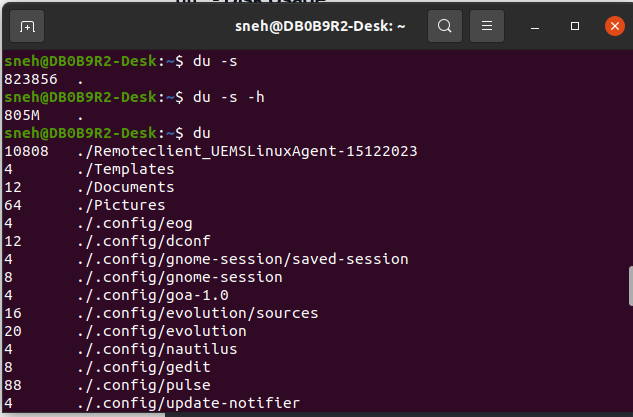 sneh@DB0B9R2-Desk: ~
sneh@DB0B9R2-Desk:~$ du -s
823856 .
sneh@DB0B9R2-Desk:~$ du -s -h
805M .
sneh@DB0B9R2-Desk:~$ du
10808 ./Remoteclient_UEMSLinuxAgent-15122023
4 ./Templates
12 ./Documents
64 ./Pictures
4 ./.config/eog
12 ./.config/dconf
4 ./.config/gnome-session/saved-session
8 ./.config/gnome-session
4 ./.config/goa-1.0
16 ./.config/evolution/sources
20 ./.config/evolution
4 ./.config/nautilus
8 ./.config/gedit
88 ./.config/pulse
4 ./.config/update-notifier